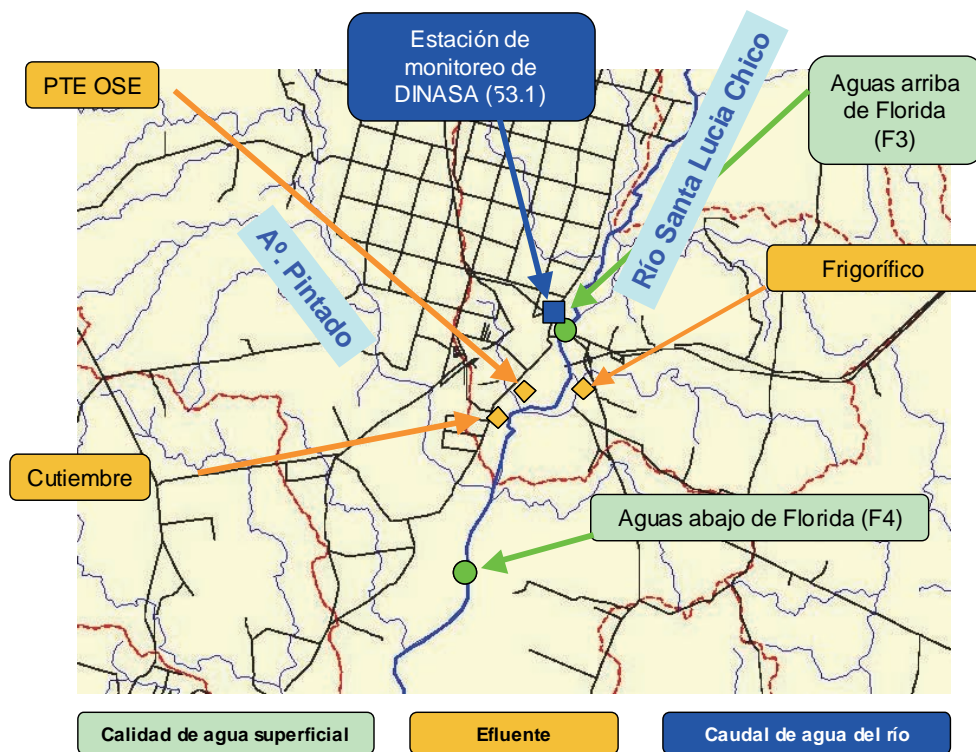 Estación de
monitoreo de
DINASA (53.1)
PTE OSE
Aguas arriba
de Florida
(F3)
Río Santa Lucia Chico
Aº. Pintado
Frigorífico
Cutiembre
Aguas abajo de Florida (F4)
Calidad de agua superficial
Efluente
Caudal de agua del río